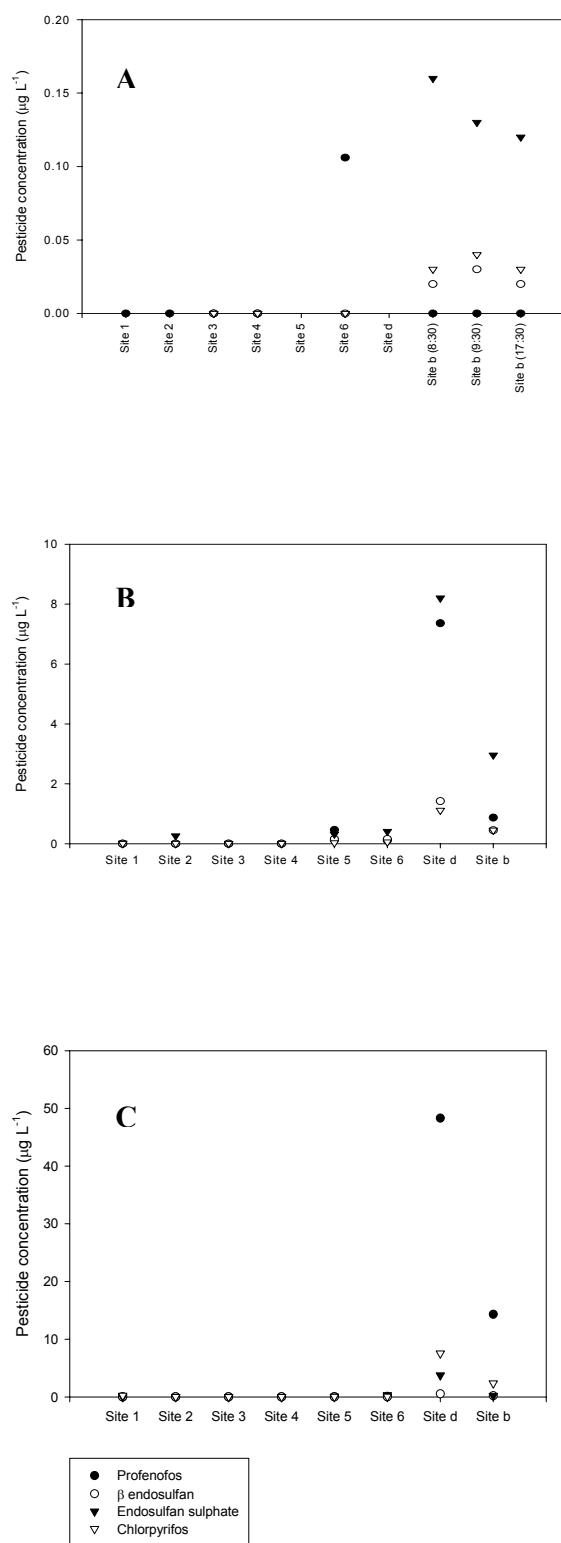 A
Pesticide concentration (µg L⁻¹)
0.20
0.15
0.10
0.05
0.00
Site 1
Site 2
Site 3
Site 4
Site 5
Site 6
Site d
Site b (8:30)
Site b (9:30)
Site b (17:30)
B
Pesticide concentration (µg L⁻¹)
10
8
6
4
2
0
Site 1 Site 2 Site 3 Site 4 Site 5 Site 6 Site d Site b
C
Pesticide concentration (µg L⁻¹)
60
50
40
30
20
10
0
Site 1 Site 2 Site 3 Site 4 Site 5 Site 6 Site d Site b
Profenofos
β endosulfan
Endosulfan sulphate
Chlorpyrifos